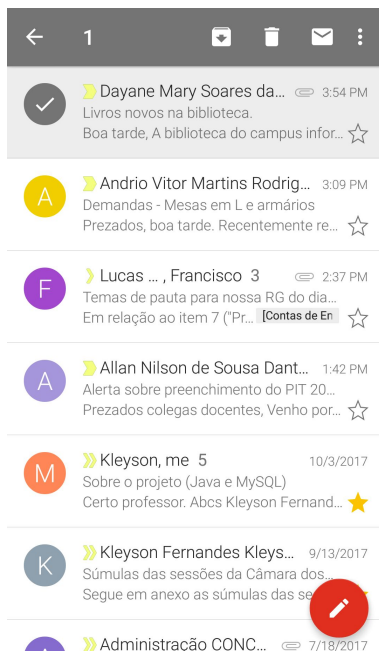 1
Dayane Mary Soares da... 3:54 PM
Livros novos na biblioteca.
Boa tarde, A biblioteca do campus infor...
A
Andrio Vitor Martins Rodrig... 3:09 PM
Demandas - Mesas em L e armários
Prezados, boa tarde. Recentemente re...
F
Lucas ... , Francisco 3 2:37 PM
Temas de pauta para nossa RG do dia...
Em relação ao item 7 ("Pr... [Contas de En
A
Allan Nilson de Sousa Dant... 1:42 PM
Alerta sobre preenchimento do PIT 20...
Prezados colegas docentes, Venho por...
M
Kleyson, me 5 10/3/2017
Sobre o projeto (Java e MySQL)
Certo professor. Abcs Kleyson Fernand...
K
Kleyson Fernandes Kleys... 9/13/2017
Súmulas das sessões da Câmara dos...
Segue em anexo as súmulas das se
Administração CONC... 7/18/2017